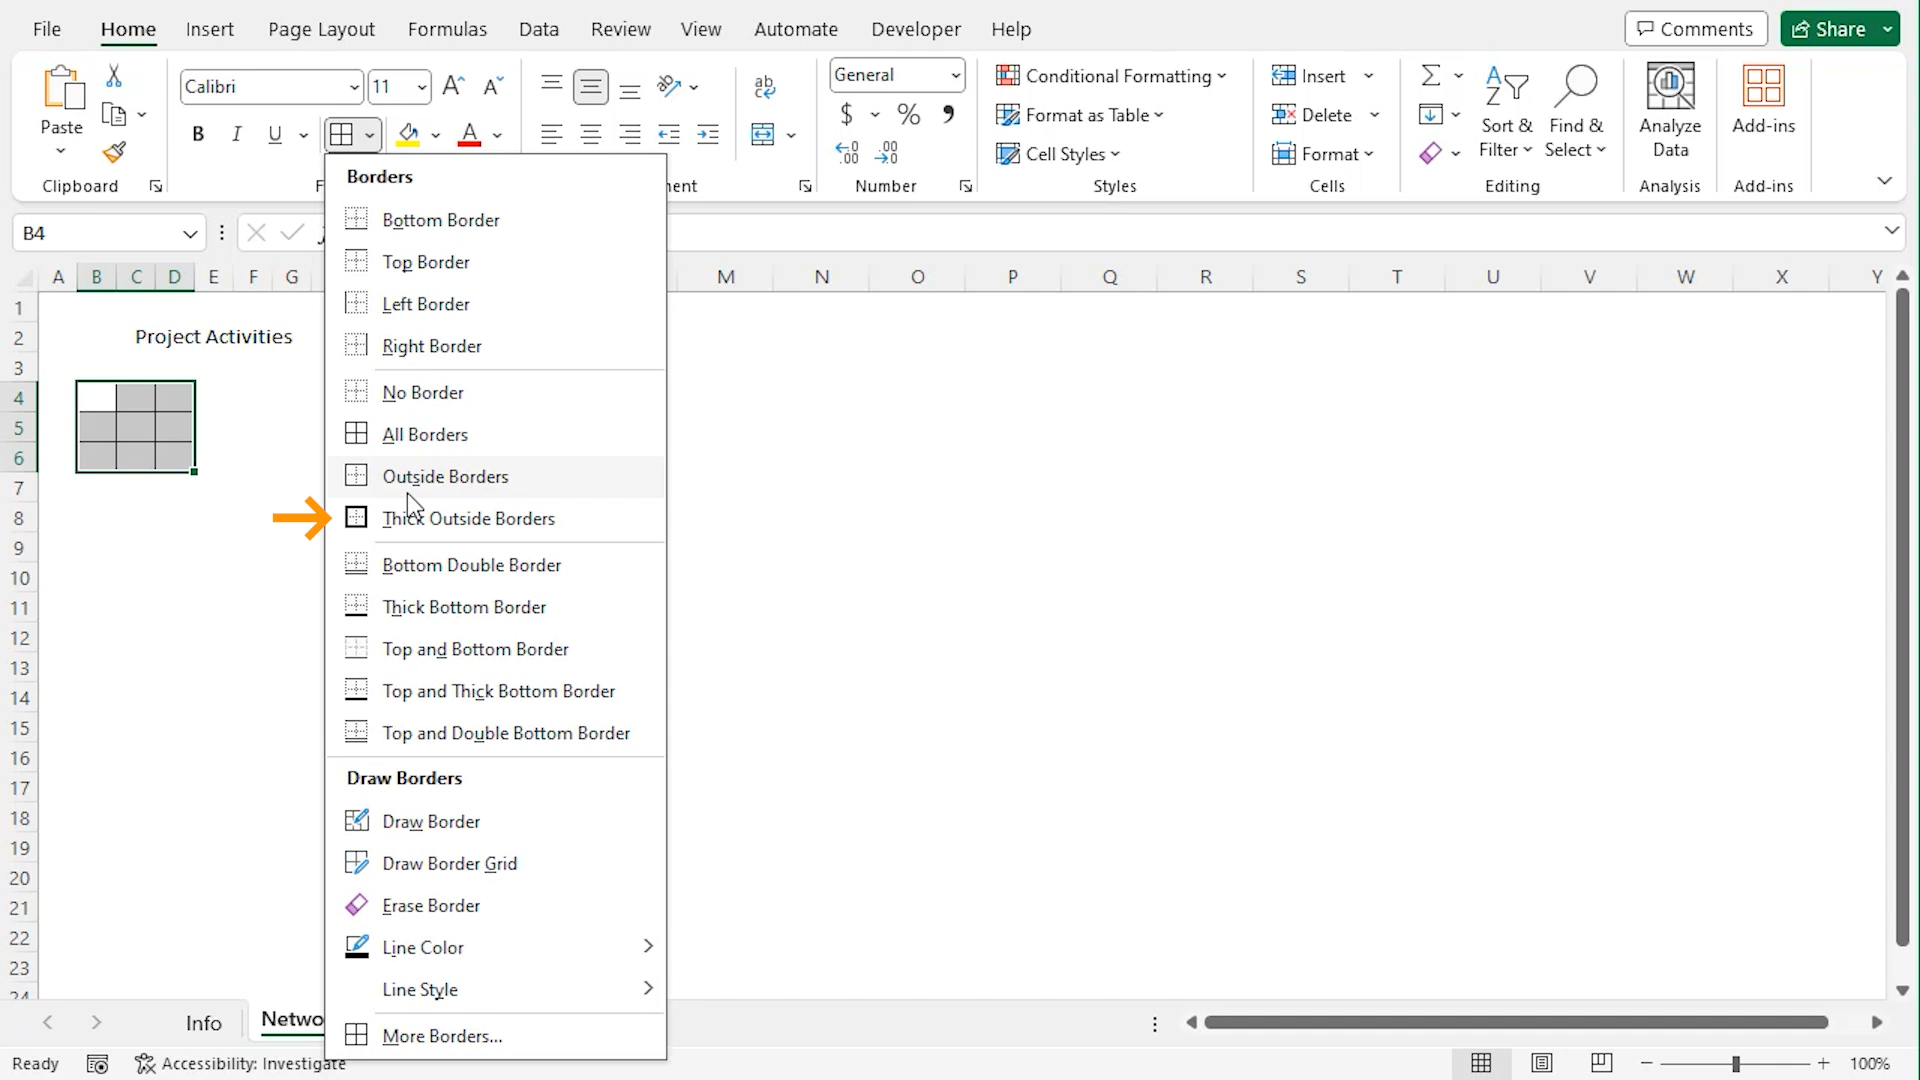 File Home Insert Page Layout Formulas Data Review View Automate Developer Help Comments Share
Paste
Clipboard
Calibri 11
B I U A
ab
General
$ %
Number
Conditional Formatting
Format as Table
Cell Styles
Styles
Insert
Delete
Format
Cells
Sort & Filter
Find & Select
Editing
Analyze Data
Analysis
Add-ins
Add-ins
B4
A B C D E F G M N O P Q R S T U V W X Y
1
2 Project Activities
3
4
5
6
7
8
9
10
11
12
13
14
15
16
17
18
19
20
21
22
23
24
Borders
Bottom Border
Top Border
Left Border
Right Border
No Border
All Borders
Outside Borders
Thick Outside Borders
Bottom Double Border
Thick Bottom Border
Top and Bottom Border
Top and Thick Bottom Border
Top and Double Bottom Border
Draw Borders
Draw Border
Draw Border Grid
Erase Border
Line Color
Line Style
More Borders...
Info Netwo
Ready Accessibility: Investigate 100%